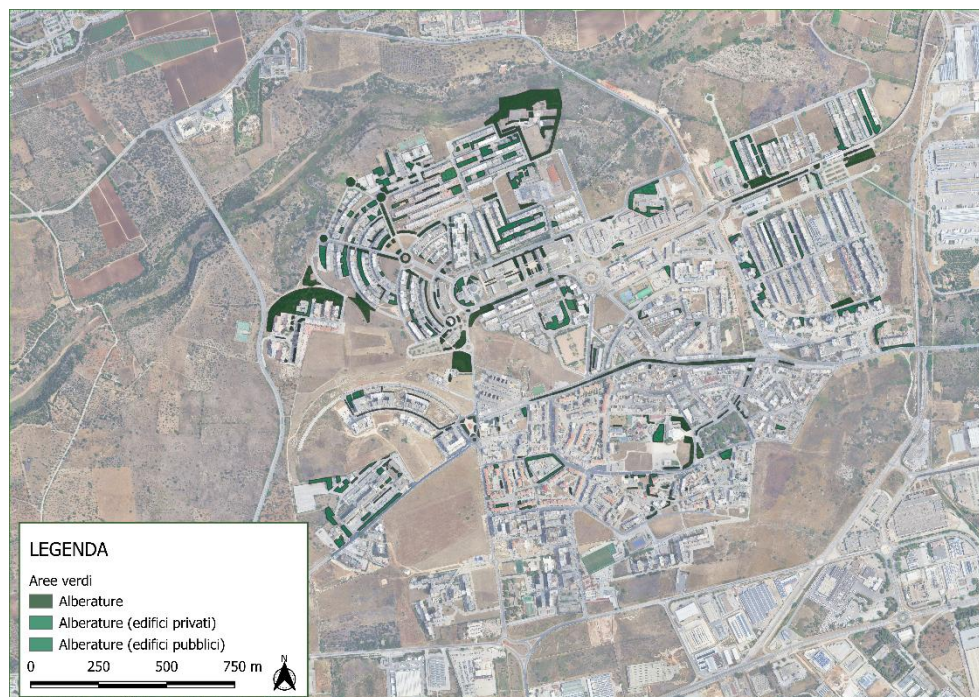 LEGENDA
Aree verdi
Alberature
Alberature (edifici privati)
Alberature (edifici pubblici)
0 250 500 750 m
N